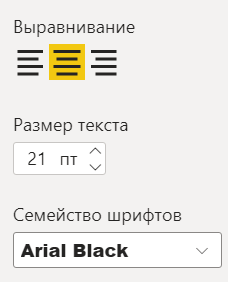 Выравнивание
Размер текста
21 пт
Семейство шрифтов
Arial Black